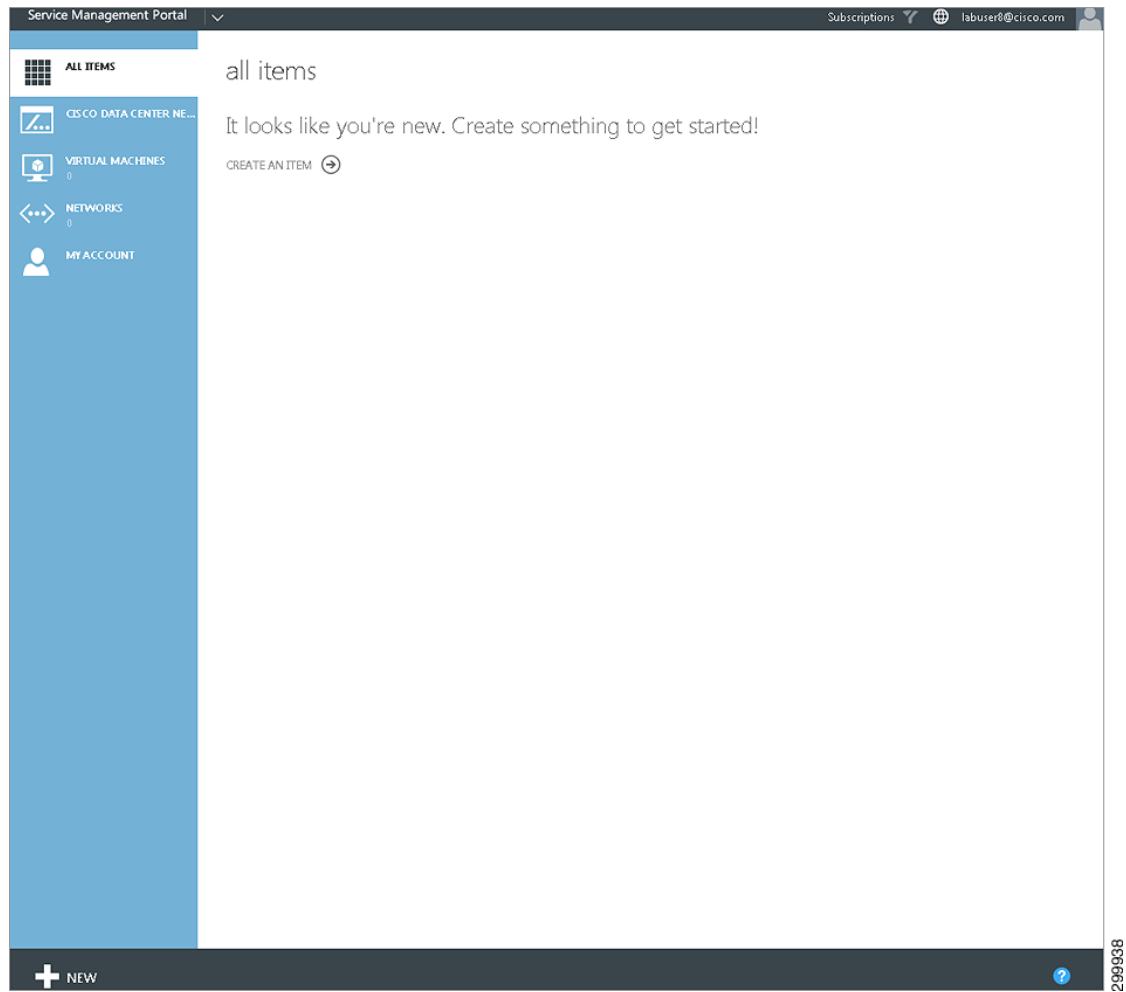 Service Management Portal
Subscriptions
labuser8@cisco.com
ALL ITEMS
CISCO DATA CENTER NE...
VIRTUAL MACHINES
0
NETWORKS
0
MY ACCOUNT
all items
It looks like you're new. Create something to get started!
CREATE AN ITEM
NEW
?
299938